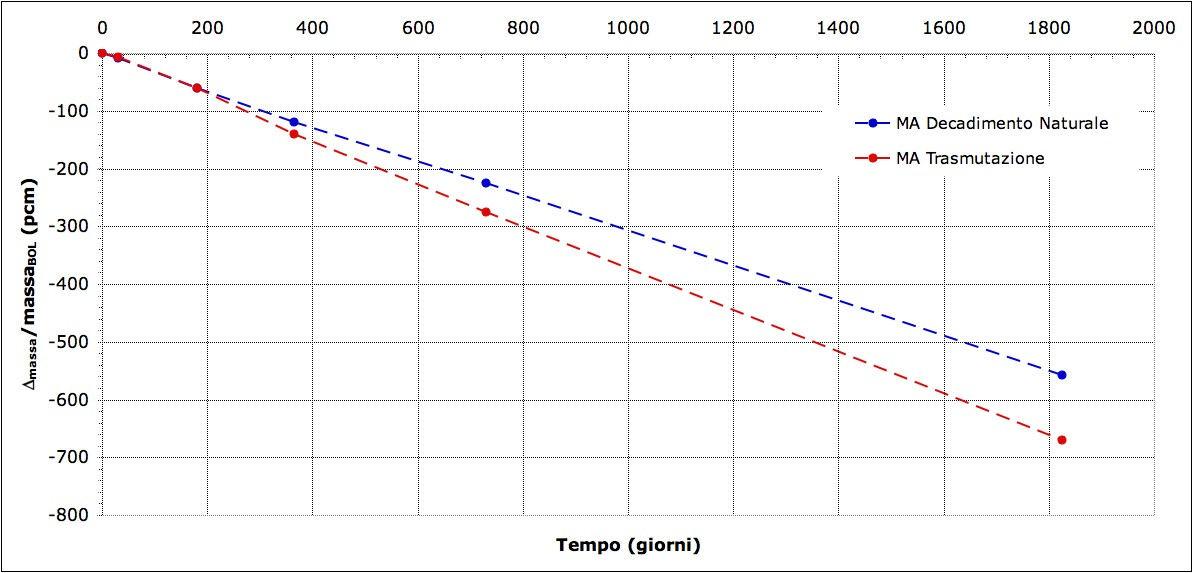 0 200 400 600 800 1000 1200 1400 1600 1800 2000
0
-100
-200
-300
-400
-500
-600
-700
-800
Δmassa/massaBOL (pcm)
MA Decadimento Naturale
MA Trasmutazione
Tempo (giorni)